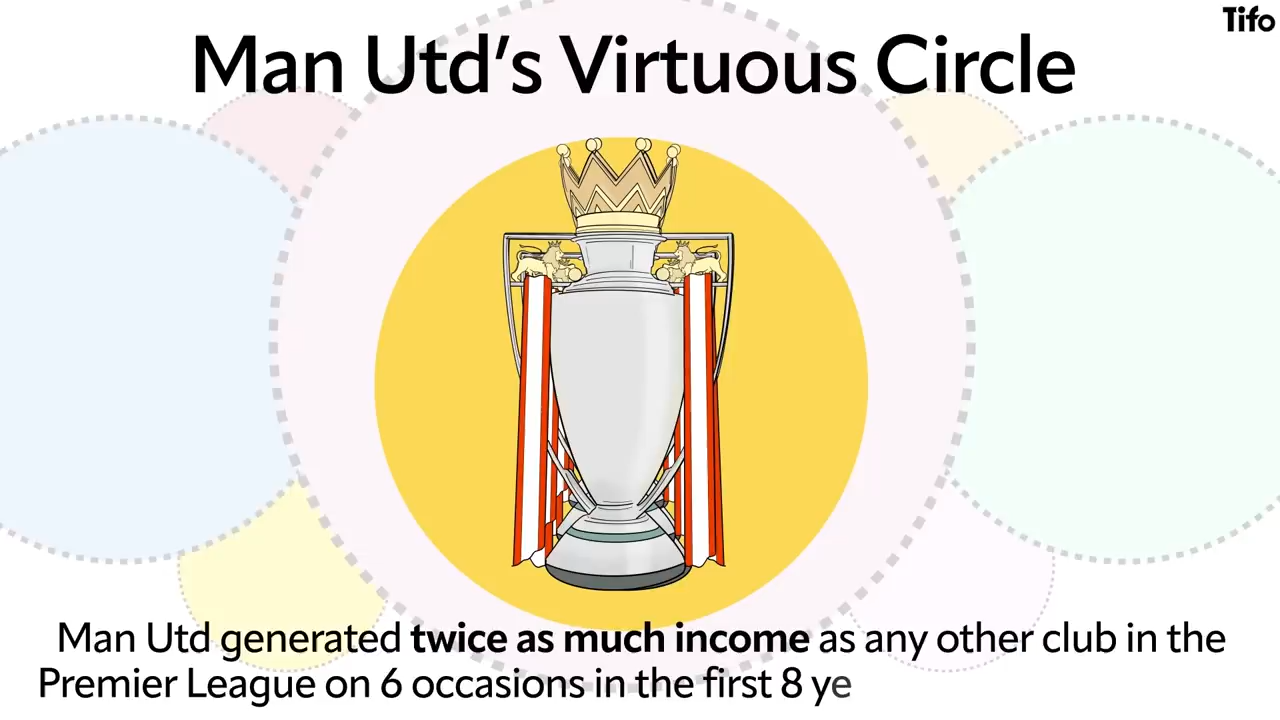 Tifo
Man Utd's Virtuous Circle
Man Utd generated twice as much income as any other club in the
Premier League on 6 occasions in the first 8 ye